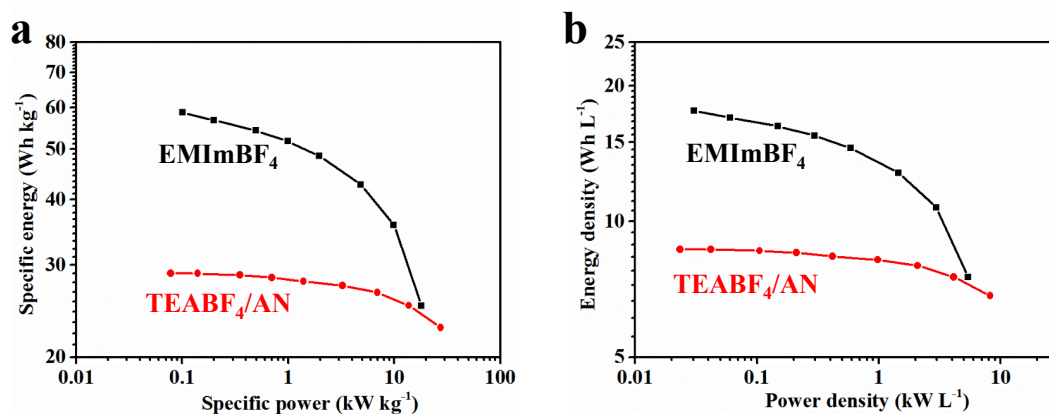 a
80
70
60
50
40
30
20
Specific energy (Wh kg⁻¹)
EMImBF₄
TEABF₄/AN
0.01 0.1 1 10 100
Specific power (kW kg⁻¹)
b
25
20
15
10
5
Energy density (Wh L⁻¹)
EMImBF₄
TEABF₄/AN
0.01 0.1 1 10
Power density (kW L⁻¹)